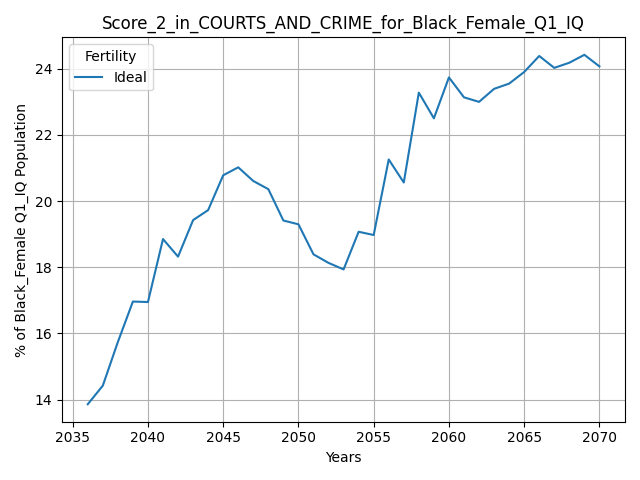 Score_2_in_COURTS_AND_CRIME_for_Black_Female_Q1_IQ
Fertility
Ideal
% of Black_Female Q1_IQ Population
24
22
20
18
16
14
2035 2040 2045 2050 2055 2060 2065 2070
Years